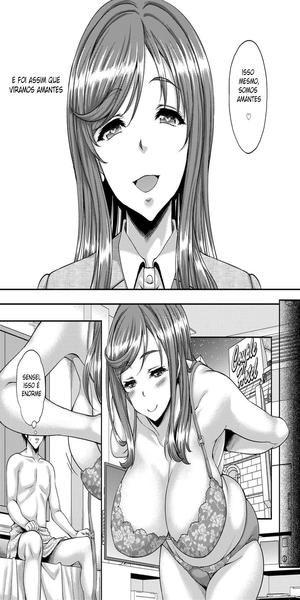 ISSO
MESMO,
SOMOS
AMANTES
♡
E FOI ASSIM QUE
VIRAMOS AMANTES
SENSEI,
ISSO É
ENORME